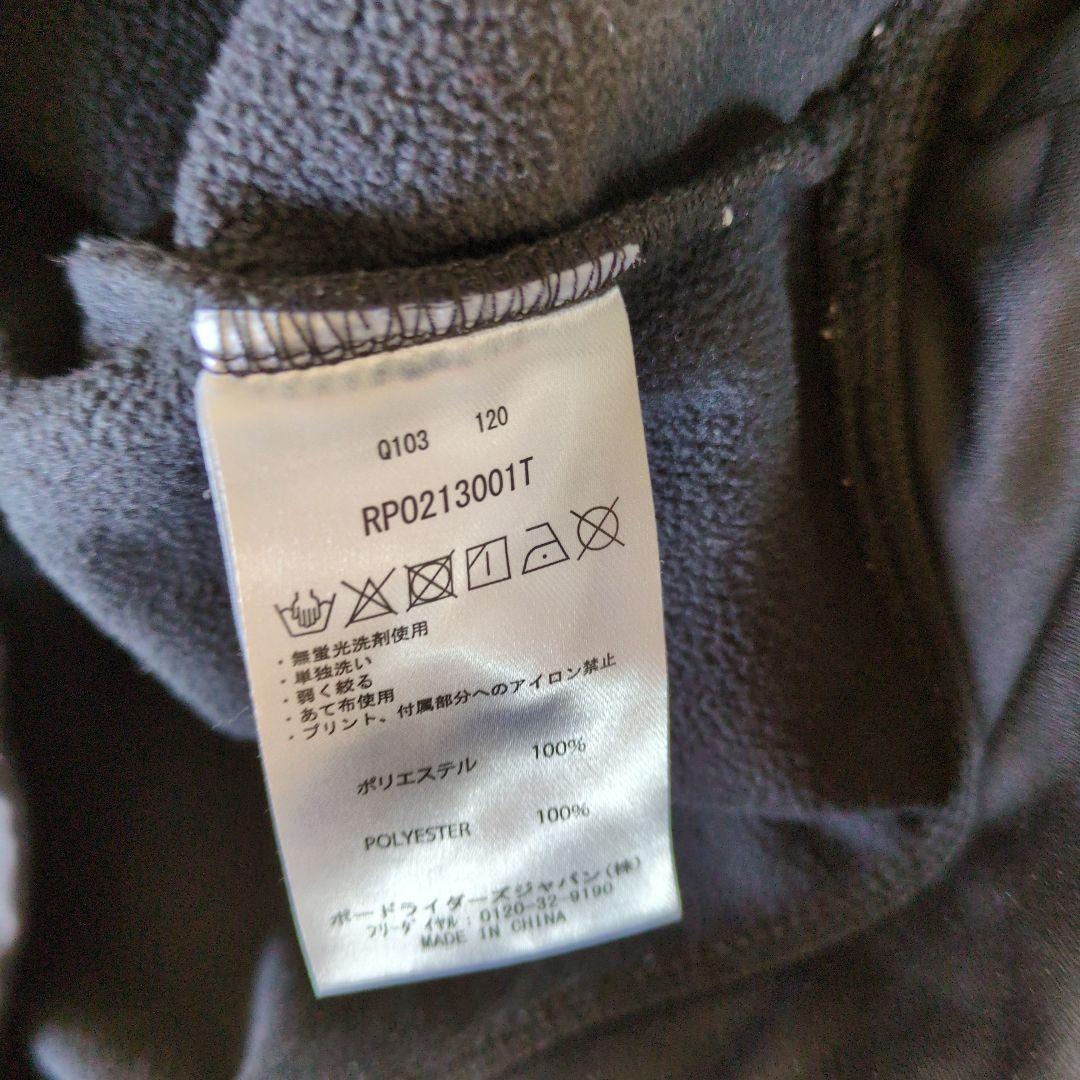 Q103 120
RPO213001T
・無蛍光洗剤使用
・単独洗い
・弱く絞る
・あて布使用
・プリント、付属部分へのアイロン禁止
ポリエステル 100%
POLYESTER 100%
ボードライダーズジャパン(株)
フリーダイヤル:0120-32-9190
MADE IN CHINA